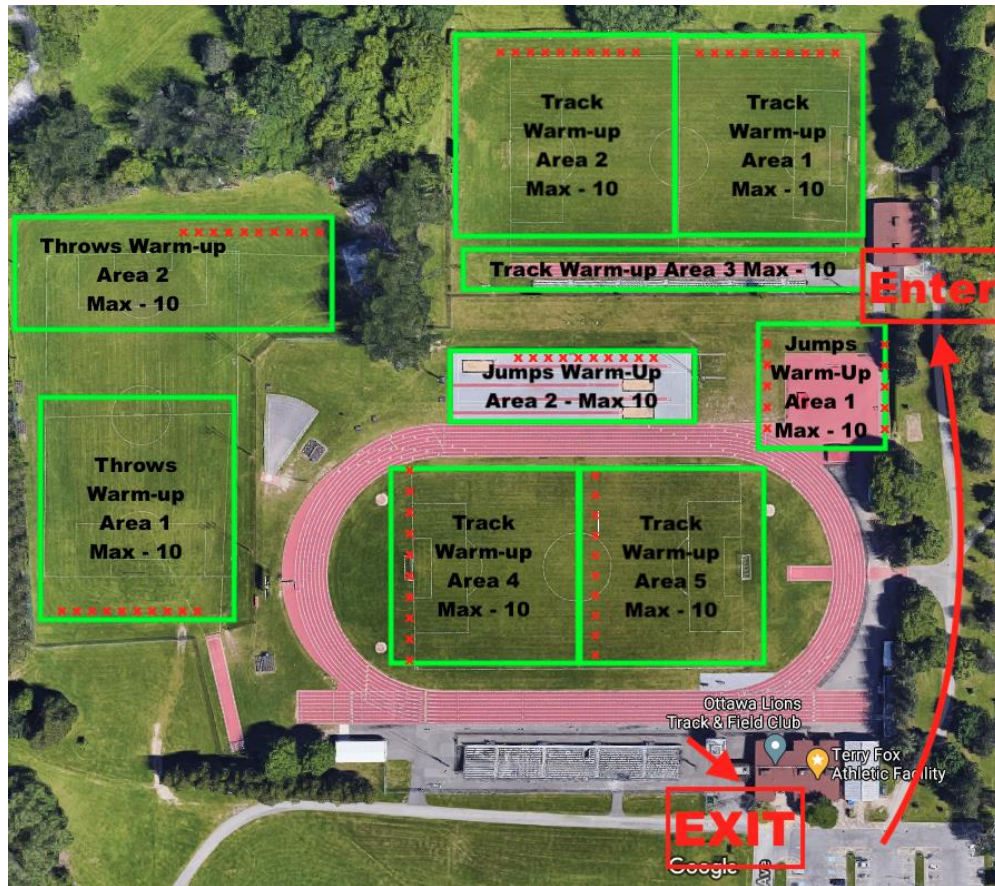 Track
Warm-up
Area 2
Max - 10
Track
Warm-up
Area 1
Max - 10
Throws Warm-up
Area 2
Max - 10
Track Warm-up Area 3 Max - 10
Enter
Jumps Warm-Up
Area 2 - Max 10
Jumps
Warm-Up
Area 1
Max - 10
Throws
Warm-up
Area 1
Max - 10
Track
Warm-up
Area 4
Max - 10
Track
Warm-up
Area 5
Max - 10
Ottawa Lions
Track & Field Club
Terry Fox
Athletic Facility
EXIT
Google
Ave